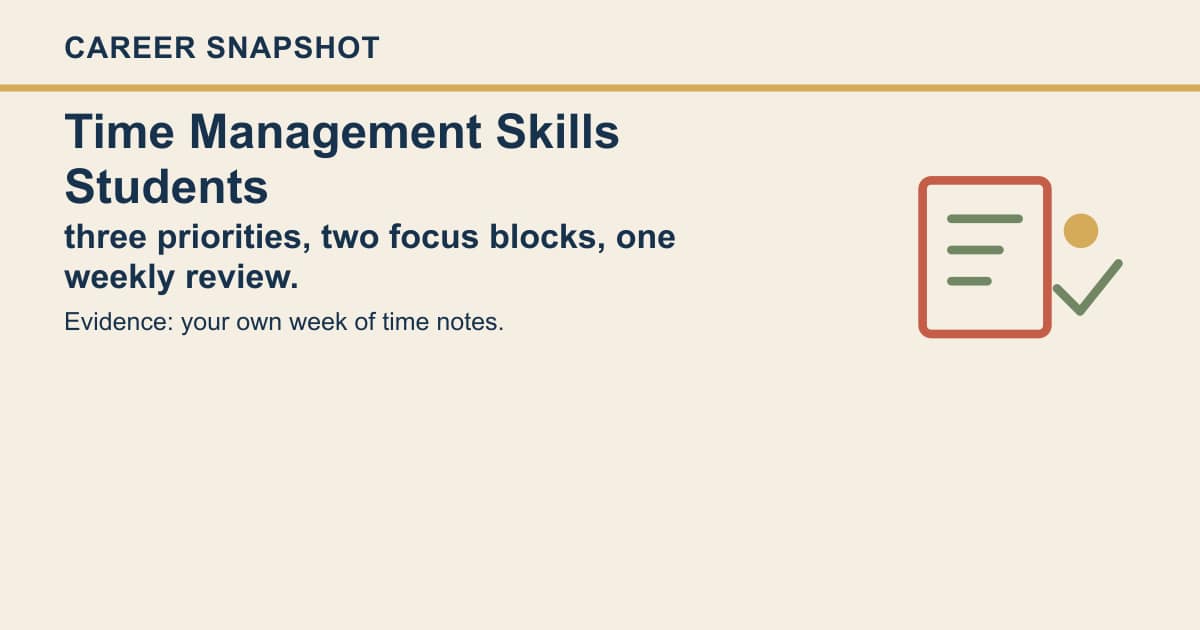 CAREER SNAPSHOT
Time Management Skills
Students
three priorities, two focus blocks, one
weekly review.
Evidence: your own week of time notes.